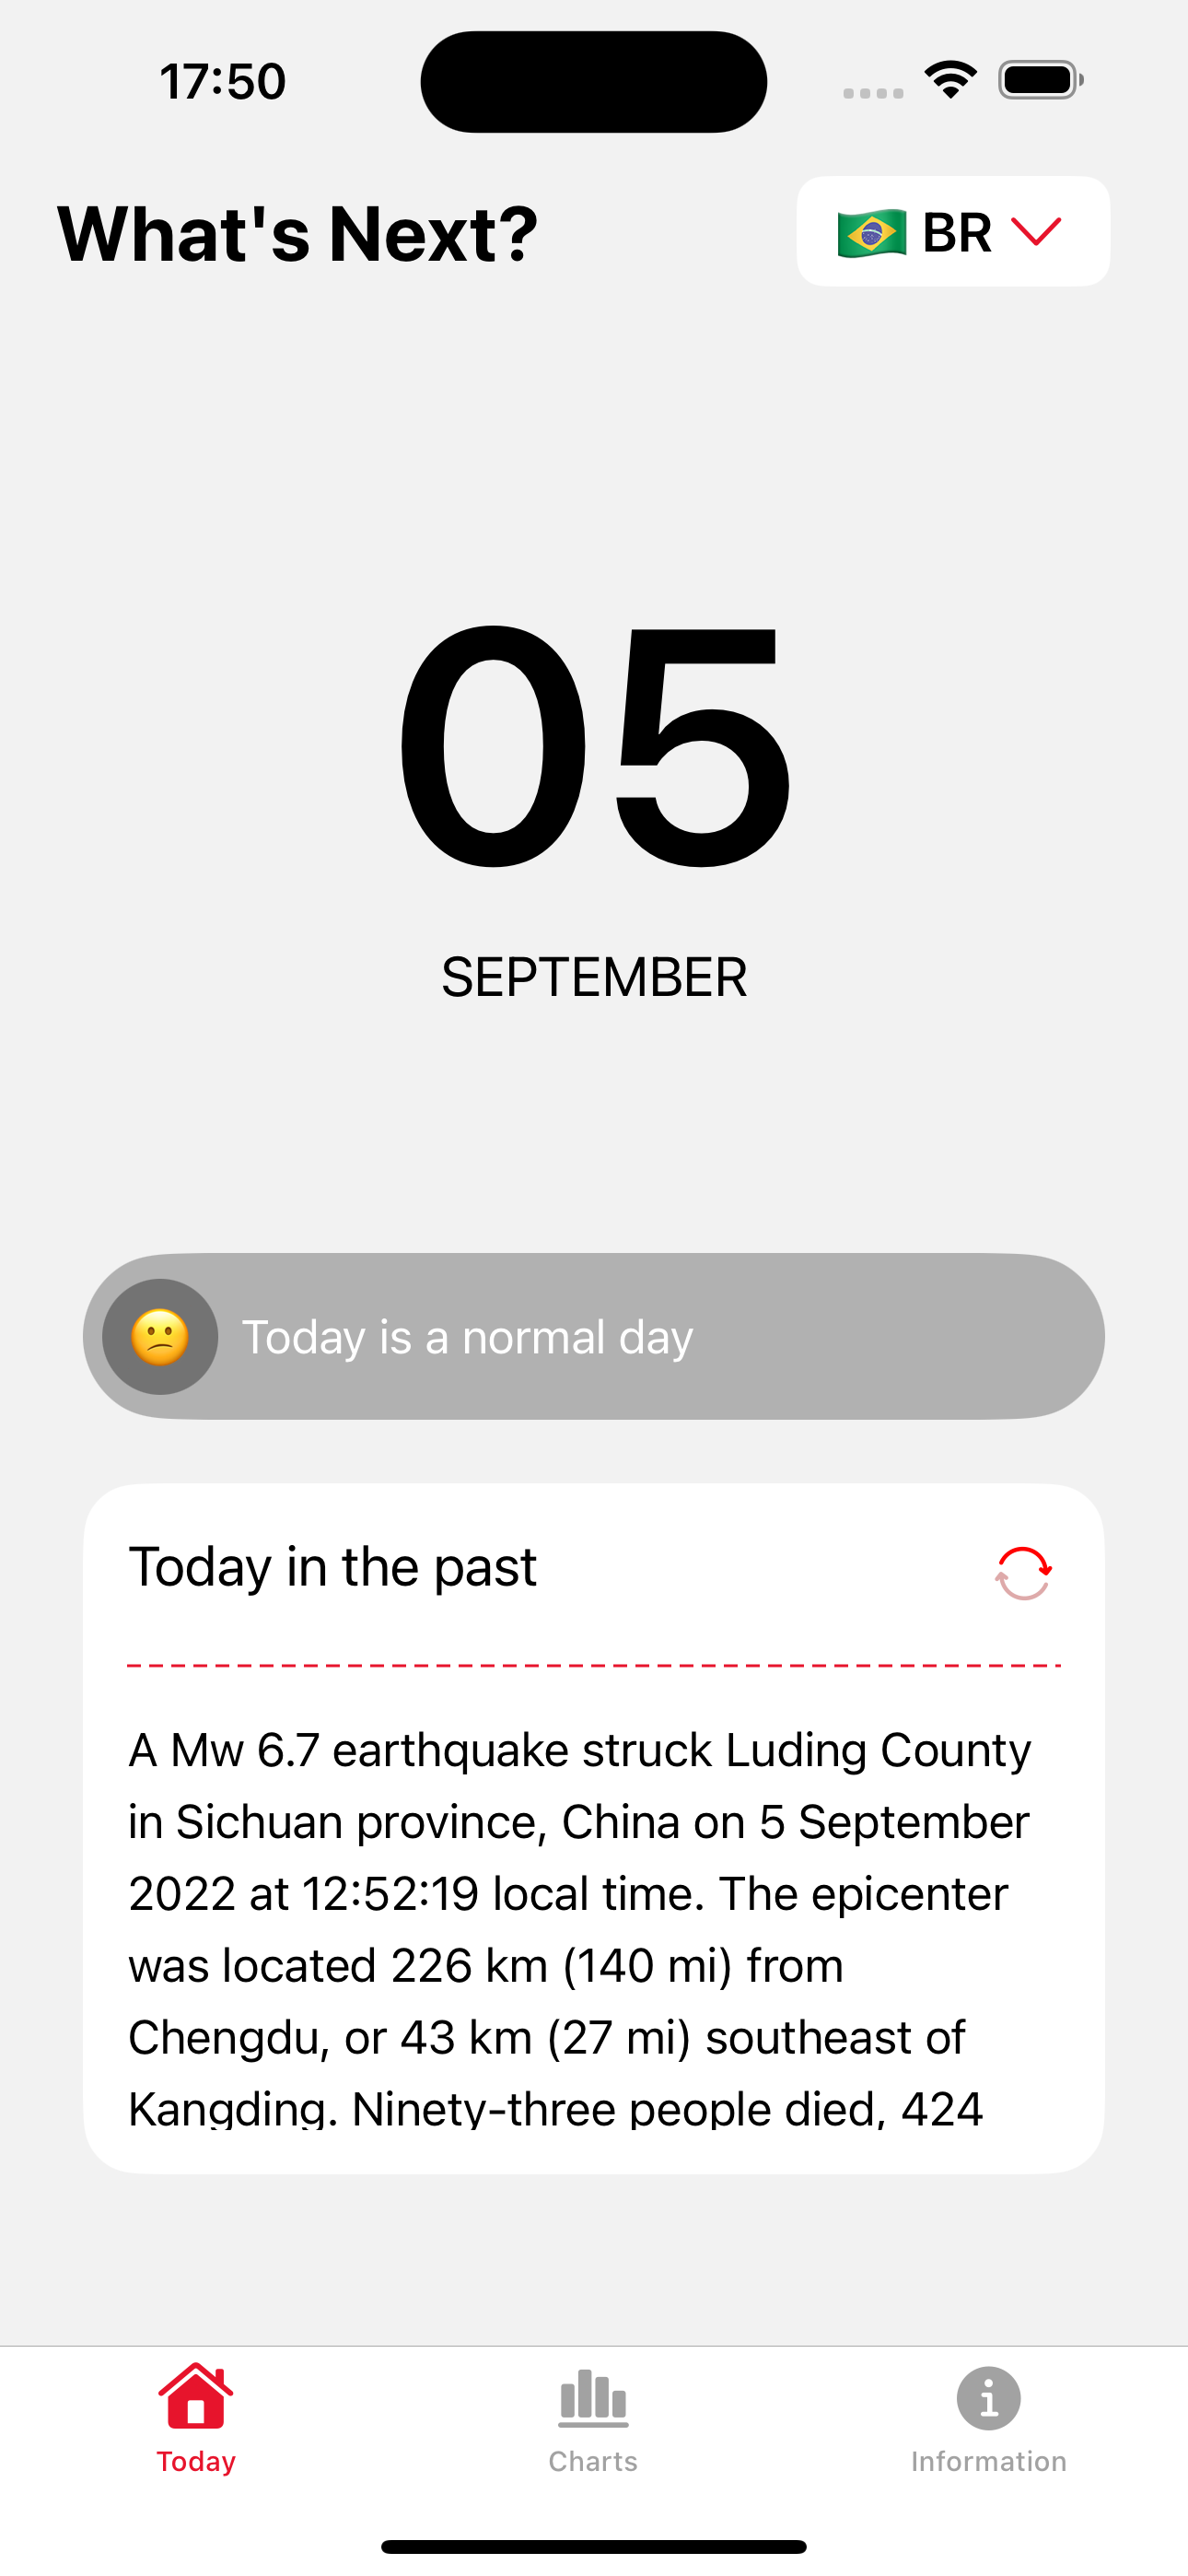 17:50
What's Next?
🇧🇷 BR
05
SEPTEMBER
😕 Today is a normal day
Today in the past
A Mw 6.7 earthquake struck Luding County
in Sichuan province, China on 5 September
2022 at 12:52:19 local time. The epicenter
was located 226 km (140 mi) from
Chengdu, or 43 km (27 mi) southeast of
Kangding. Ninety-three people died, 424
Today
Charts
Information